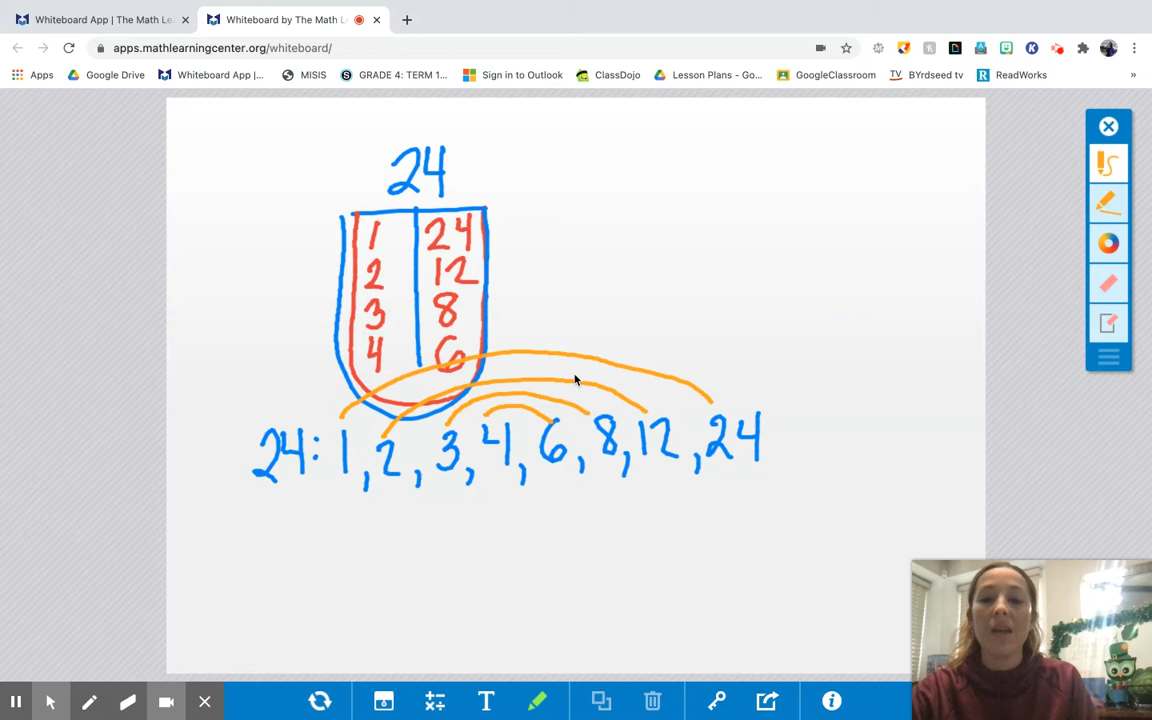 Whiteboard App | The Math Le
Whiteboard by The Math L
apps.mathlearningcenter.org/whiteboard/
Apps Google Drive Whiteboard App |... MISIS GRADE 4: TERM 1... Sign in to Outlook ClassDojo Lesson Plans - Go... GoogleClassroom TV BYrdseed tv R ReadWorks »
24
1 24
2 12
3 8
4 6
24: 1, 2, 3, 4, 6, 8, 12, 24